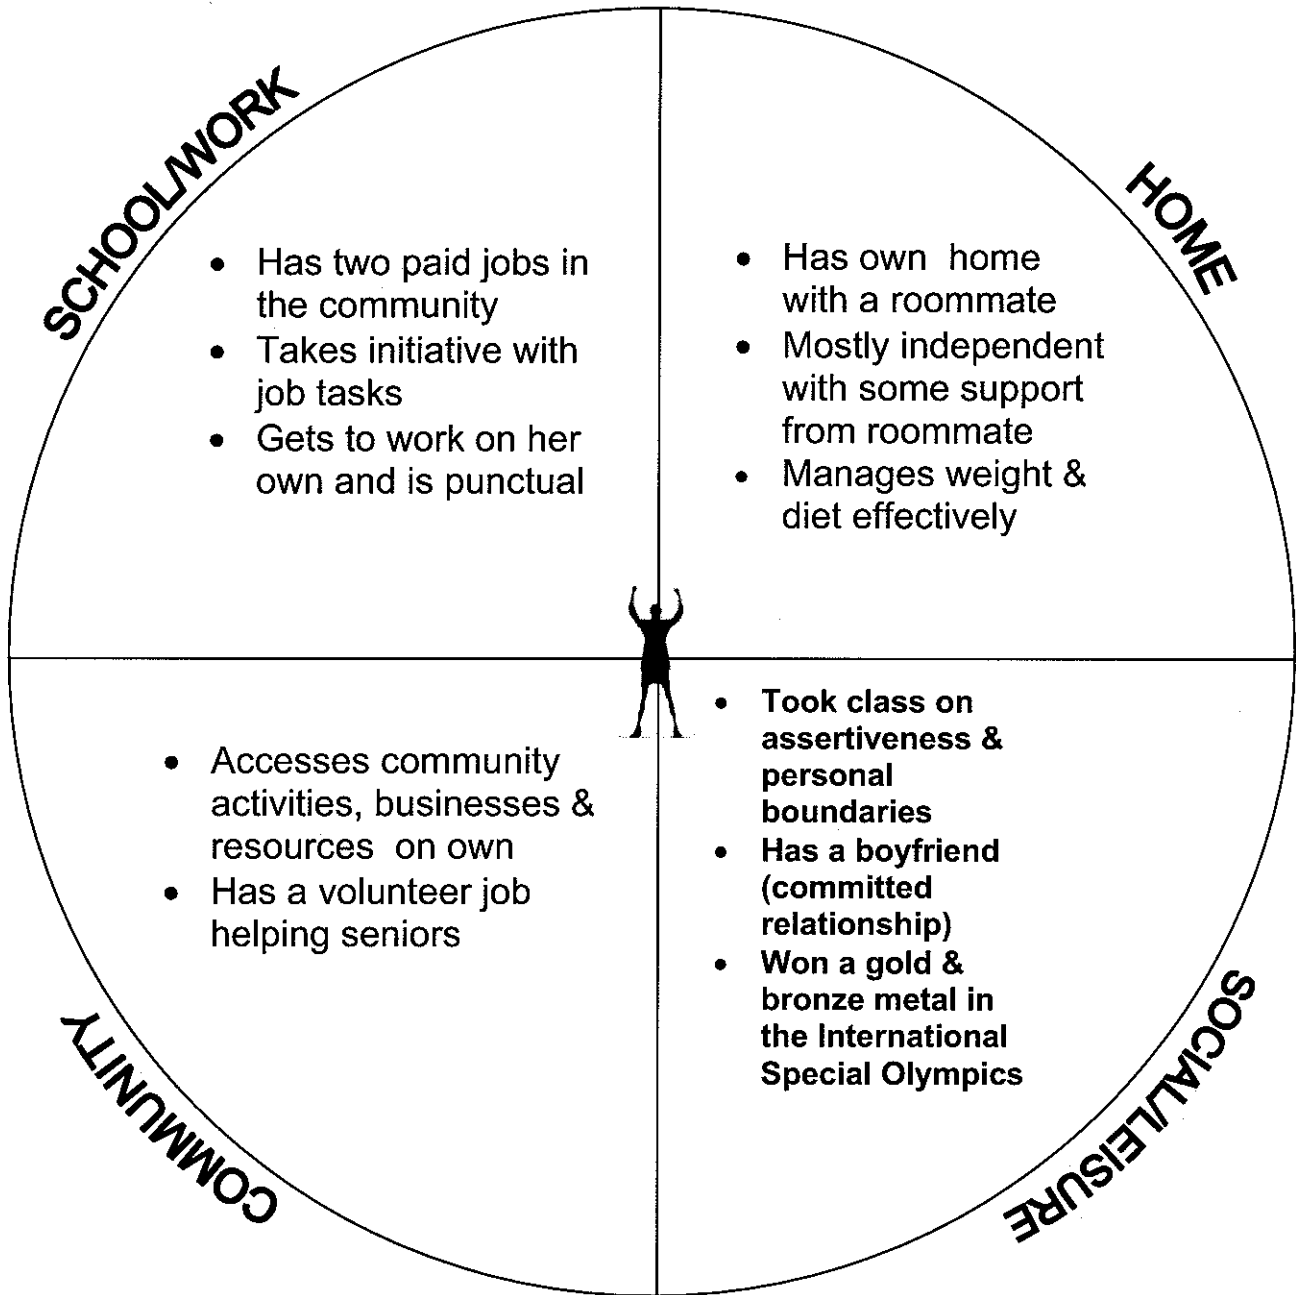 SCHOOL/WORK
• Has two paid jobs in
the community
• Takes initiative with
job tasks
• Gets to work on her
own and is punctual
HOME
• Has own home
with a roommate
• Mostly independent
with some support
from roommate
• Manages weight &
diet effectively
• Accesses community
activities, businesses &
resources on own
• Has a volunteer job
helping seniors
COMMUNITY
• Took class on
assertiveness &
personal
boundaries
• Has a boyfriend
(committed
relationship)
• Won a gold &
bronze metal in
the International
Special Olympics
SOCIAL/LEISURE